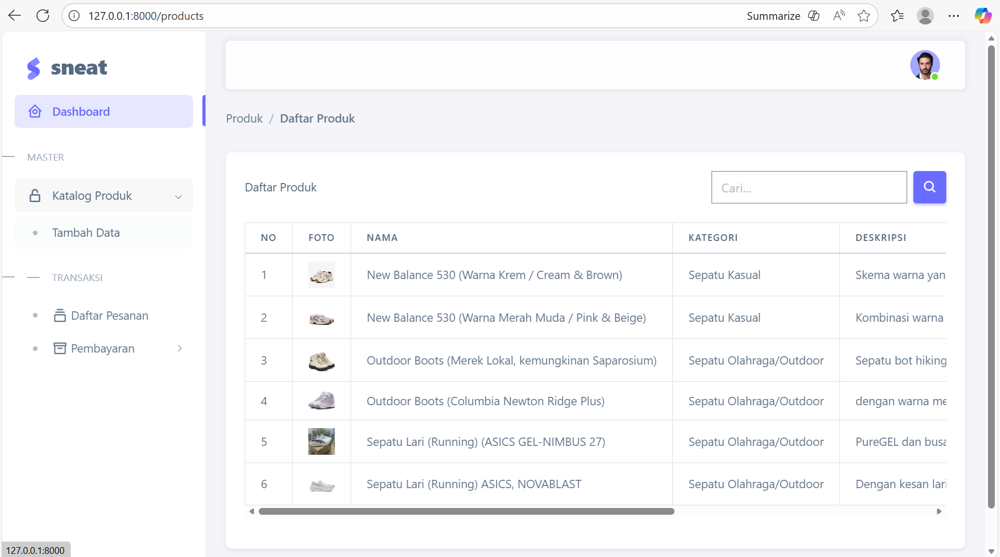 127.0.0.1:8000/products
Summarize
sneat
Dashboard
MASTER
Katalog Produk
Tambah Data
TRANSAKSI
Daftar Pesanan
Pembayaran
Produk / Daftar Produk
Daftar Produk
Cari...
NO FOTO NAMA KATEGORI DESKRIPSI
1 New Balance 530 (Warna Krem / Cream & Brown) Sepatu Kasual Skema warna yan
2 New Balance 530 (Warna Merah Muda / Pink & Beige) Sepatu Kasual Kombinasi warna
3 Outdoor Boots (Merek Lokal, kemungkinan Saparosium) Sepatu Olahraga/Outdoor Sepatu bot hiking
4 Outdoor Boots (Columbia Newton Ridge Plus) Sepatu Olahraga/Outdoor dengan warna me
5 Sepatu Lari (Running) (ASICS GEL-NIMBUS 27) Sepatu Olahraga/Outdoor PureGEL dan busa
6 Sepatu Lari (Running) ASICS, NOVABLAST Sepatu Olahraga/Outdoor Dengan kesan lari
127.0.0.1:8000